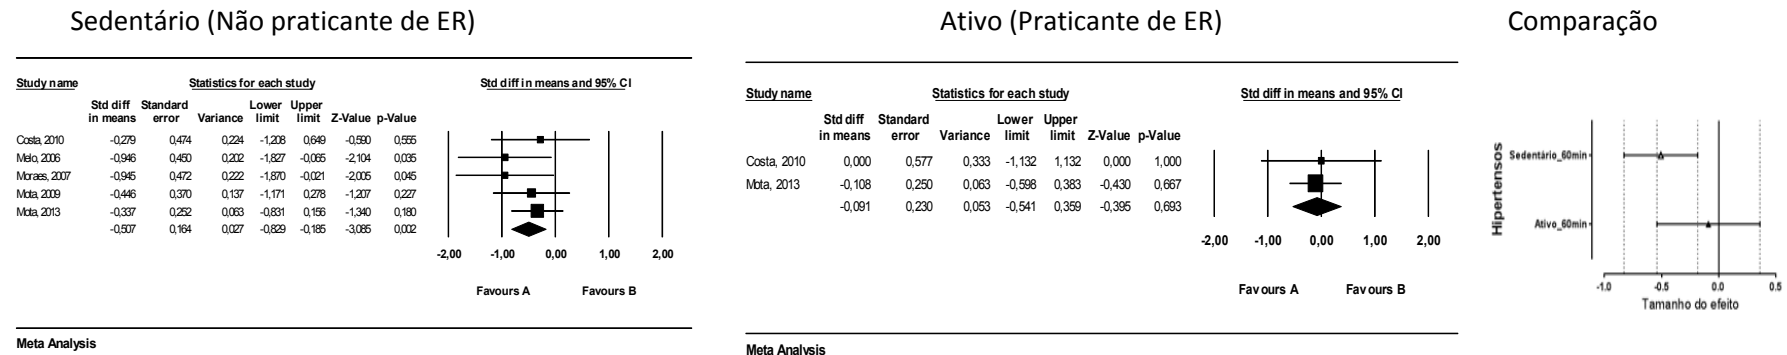 Sedentário (Não praticante de ER)
Study name Statistics for each study Std diff in means and 95% CI
Std diff Standard Lower Upper
in means error Variance limit limit Z-Value p-Value
Costa, 2010 -0,279 0,474 0,224 -1,208 0,649 -0,590 0,555
Melo, 2006 -0,946 0,450 0,202 -1,827 -0,065 -2,104 0,035
Moraes, 2007 -0,945 0,472 0,222 -1,870 -0,021 -2,005 0,045
Mota, 2009 -0,446 0,370 0,137 -1,171 0,278 -1,207 0,227
Mota, 2013 -0,337 0,252 0,063 -0,831 0,156 -1,340 0,180
-0,507 0,164 0,027 -0,829 -0,185 -3,085 0,002
-2,00 -1,00 0,00 1,00 2,00
Favours A Favours B
Meta Analysis
Ativo (Praticante de ER)
Study name Statistics for each study Std diff in means and 95% CI
Std diff Standard Lower Upper
in means error Variance limit limit Z-Value p-Value
Costa, 2010 0,000 0,577 0,333 -1,132 1,132 0,000 1,000
Mota, 2013 -0,108 0,250 0,063 -0,598 0,383 -0,430 0,667
-0,091 0,230 0,053 -0,541 0,359 -0,395 0,693
-2,00 -1,00 0,00 1,00 2,00
Favours A Favours B
Meta Analysis
Comparação
Hipertensos
Sedentário_60min
Ativo_60min
-1.0 -0.5 0.0 0.5
Tamanho do efeito